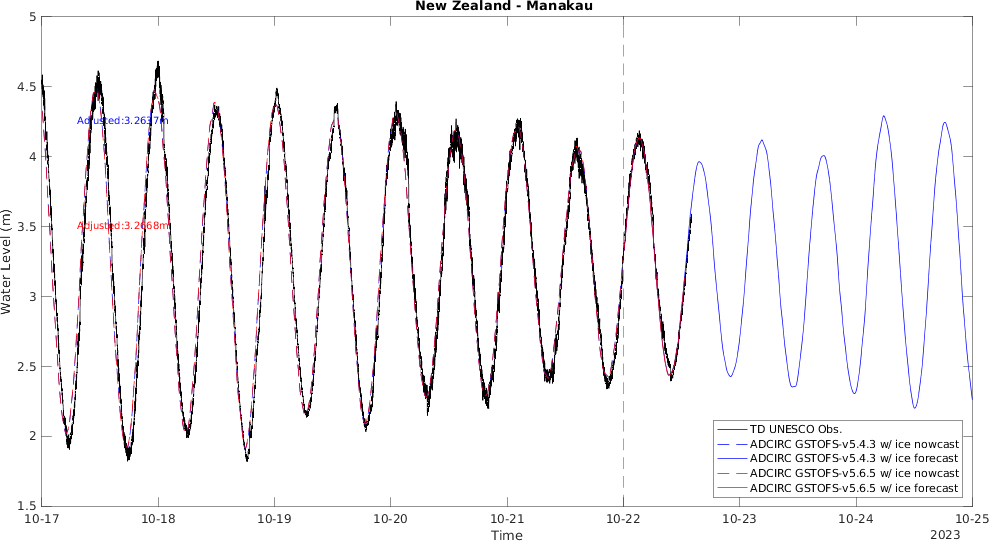 New Zealand - Manakau
5
4.5
4
3.5
3
2.5
2
1.5
Water Level (m)
Adjusted:3.2637m
Adjusted:3.2668m
TD UNESCO Obs.
ADCIRC GSTOFS-v5.4.3 w/ ice nowcast
ADCIRC GSTOFS-v5.4.3 w/ ice forecast
ADCIRC GSTOFS-v5.6.5 w/ ice nowcast
ADCIRC GSTOFS-v5.6.5 w/ ice forecast
10-17 10-18 10-19 10-20 10-21 10-22 10-23 10-24 10-25
Time
2023